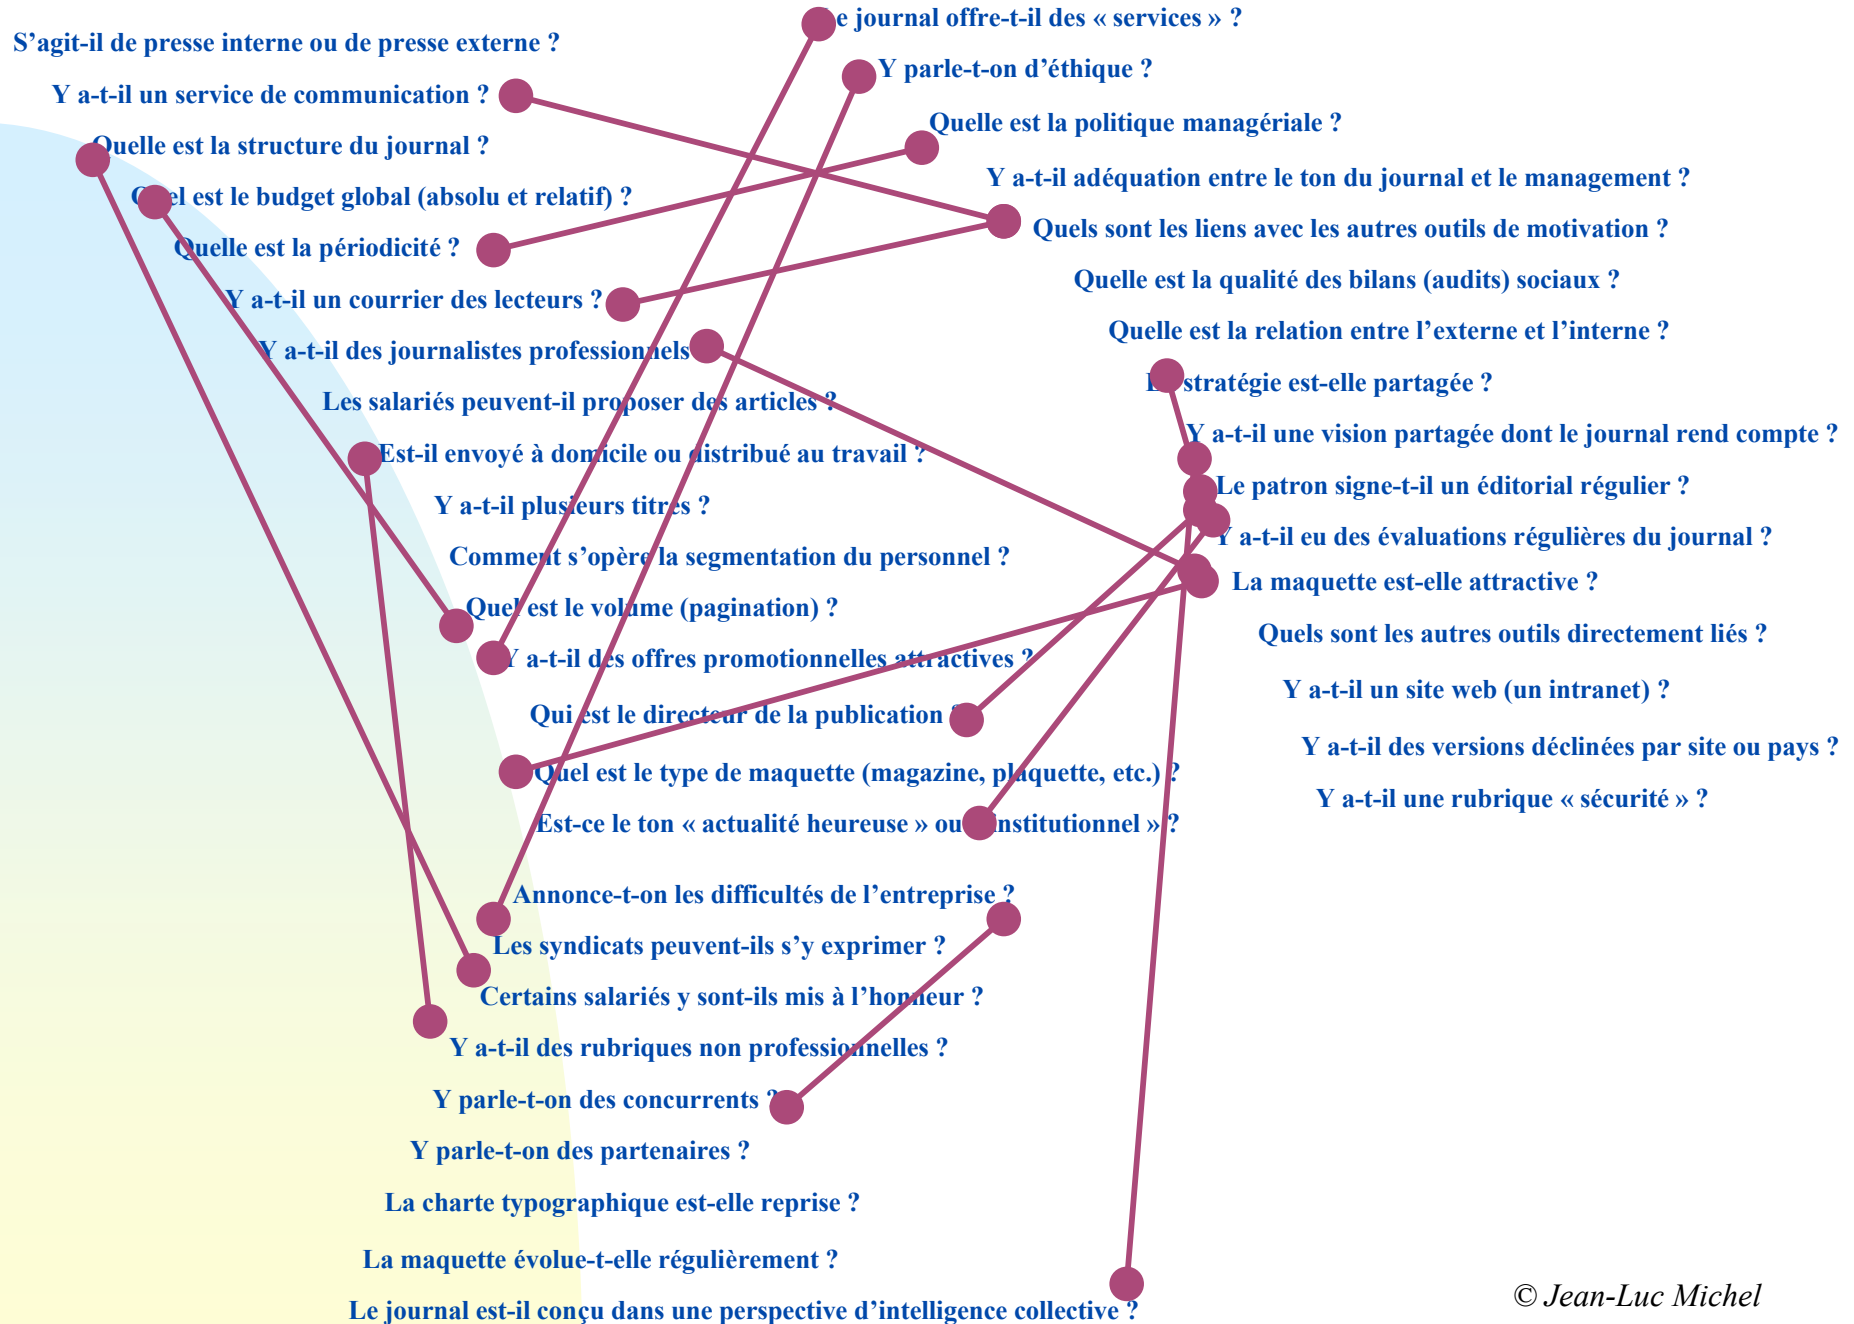 S’agit-il de presse interne ou de presse externe ?
Y a-t-il un service de communication ?
Quelle est la structure du journal ?
Quel est le budget global (absolu et relatif) ?
Quelle est la périodicité ?
Y a-t-il un courrier des lecteurs ?
Y a-t-il des journalistes professionnels
Les salariés peuvent-il proposer des articles ?
Est-il envoyé à domicile ou distribué au travail ?
Y a-t-il plusieurs titres ?
Comment s’opère la segmentation du personnel ?
Quel est le volume (pagination) ?
Y a-t-il des offres promotionnelles attractives ?
Qui est le directeur de la publication ?
Quel est le type de maquette (magazine, plaquette, etc.) ?
Est-ce le ton « actualité heureuse » ou « institutionnel » ?
Annonce-t-on les difficultés de l’entreprise ?
Les syndicats peuvent-ils s’y exprimer ?
Certains salariés y sont-ils mis à l’honneur ?
Y a-t-il des rubriques non professionnelles ?
Y parle-t-on des concurrents ?
Y parle-t-on des partenaires ?
La charte typographique est-elle reprise ?
La maquette évolue-t-elle régulièrement ?
Le journal est-il conçu dans une perspective d’intelligence collective ?
Le journal offre-t-il des « services » ?
Y parle-t-on d’éthique ?
Quelle est la politique managériale ?
Y a-t-il adéquation entre le ton du journal et le management ?
Quels sont les liens avec les autres outils de motivation ?
Quelle est la qualité des bilans (audits) sociaux ?
Quelle est la relation entre l’externe et l’interne ?
La stratégie est-elle partagée ?
Y a-t-il une vision partagée dont le journal rend compte ?
Le patron signe-t-il un éditorial régulier ?
Y a-t-il eu des évaluations régulières du journal ?
La maquette est-elle attractive ?
Quels sont les autres outils directement liés ?
Y a-t-il un site web (un intranet) ?
Y a-t-il des versions déclinées par site ou pays ?
Y a-t-il une rubrique « sécurité » ?
© Jean-Luc Michel